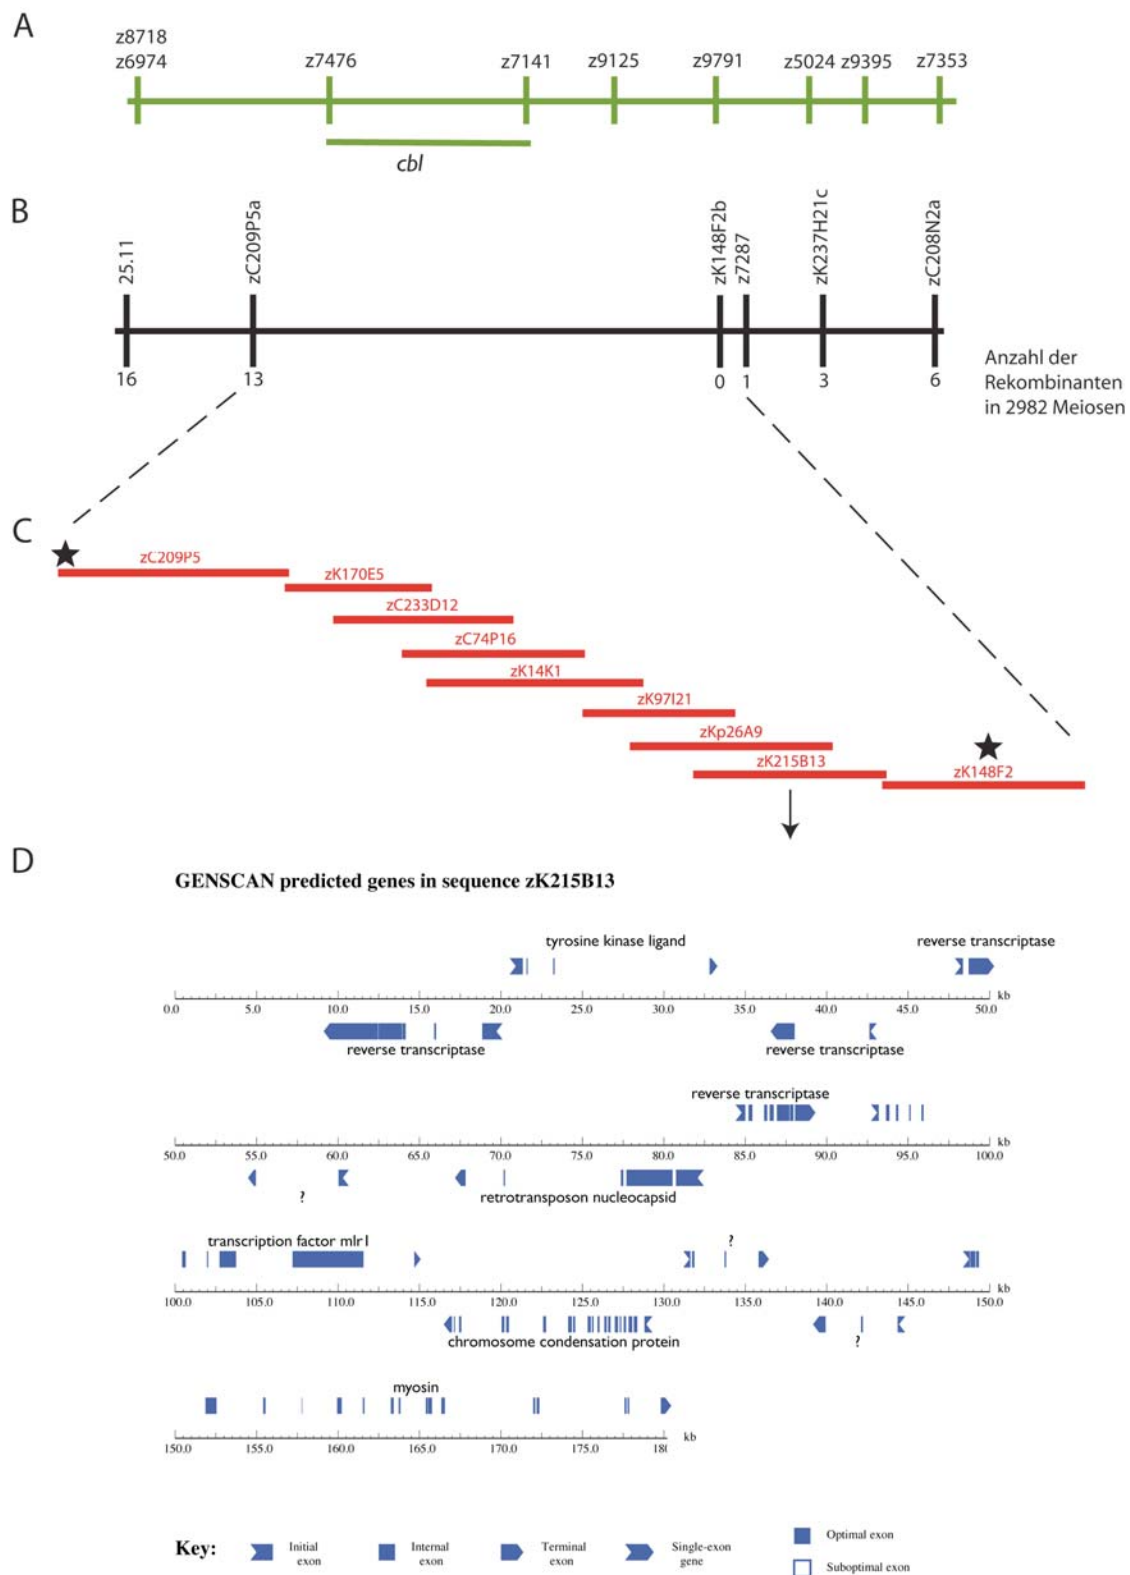 A
z8718
z6974 z7476 z7141 z9125 z9791 z5024 z9395 z7353
cbl
B
25.11 zC209P5a zK148F2b z7287 zK237H21c zC208N2a
16 13 0 1 3 6
Anzahl der
Rekombinanten
in 2982 Meiosen
C
zC209P5
zK170E5
zC233D12
zC74P16
zK14K1
zK97I21
zKp26A9
zK215B13
zK148F2
D
GENSCAN predicted genes in sequence zK215B13
tyrosine kinase ligand reverse transcriptase
0.0 5.0 10.0 15.0 20.0 25.0 30.0 35.0 40.0 45.0 50.0 kb
reverse transcriptase reverse transcriptase
reverse transcriptase
50.0 55.0 60.0 65.0 70.0 75.0 80.0 85.0 90.0 95.0 100.0 kb
? retrotransposon nucleocapsid
transcription factor mlr1 ?
100.0 105.0 110.0 115.0 120.0 125.0 130.0 135.0 140.0 145.0 150.0 kb
chromosome condensation protein ?
myosin
150.0 155.0 160.0 165.0 170.0 175.0 180 kb
Key: Initial exon Internal exon Terminal exon Single-exon gene
Optimal exon
Suboptimal exon